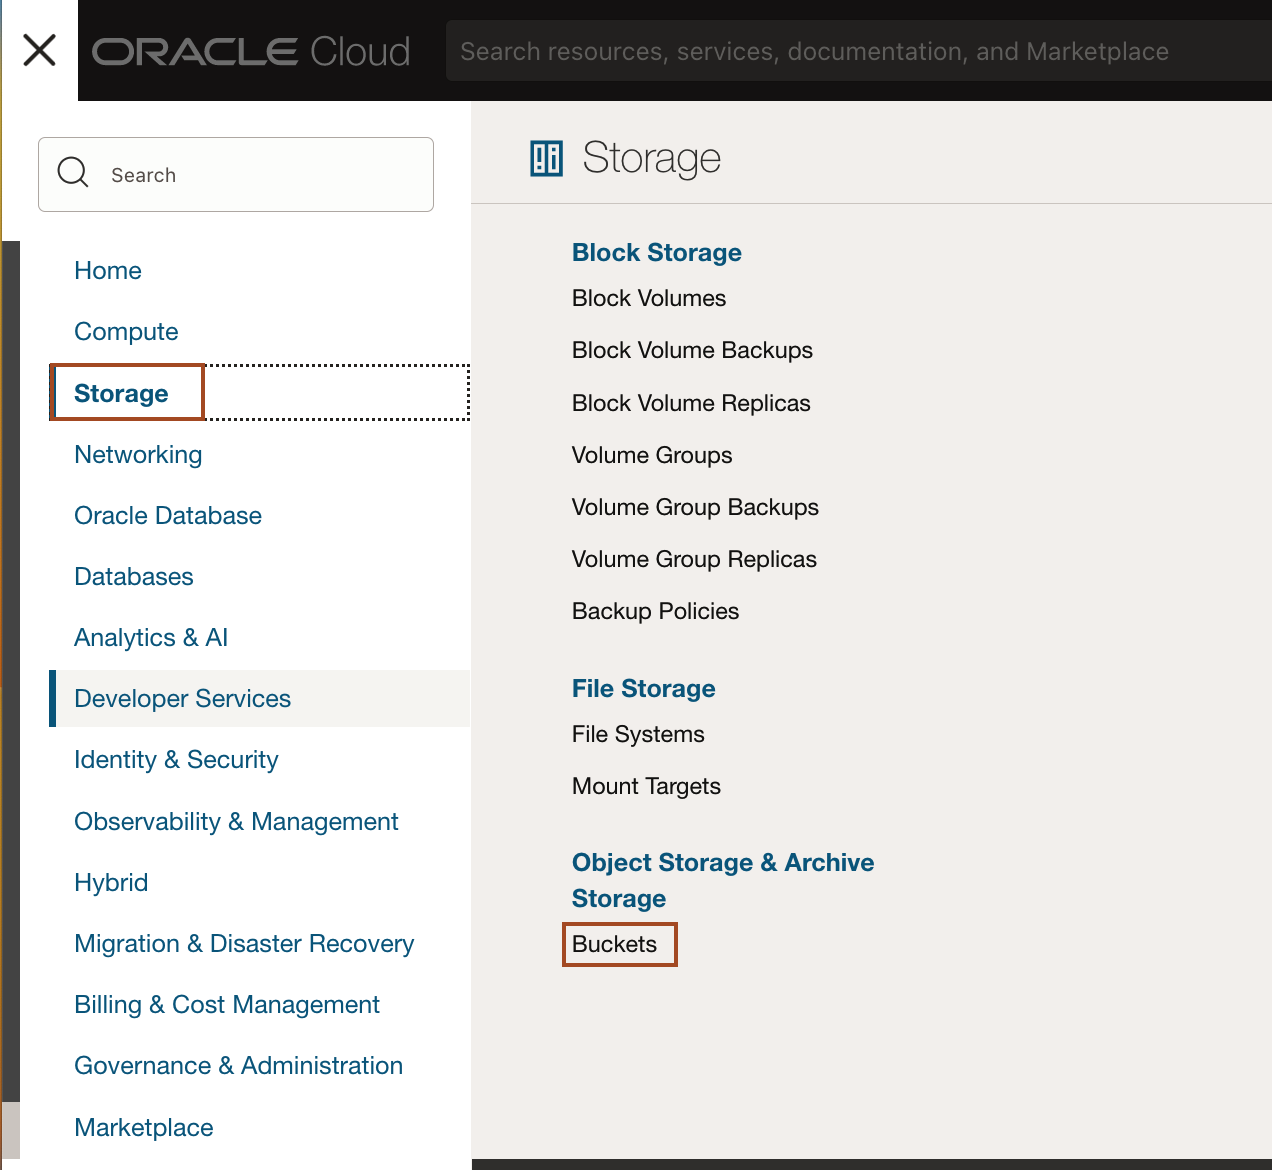 ORACLE Cloud
Search resources, services, documentation, and Marketplace
Search
Home
Compute
Storage
Networking
Oracle Database
Databases
Analytics & AI
Developer Services
Identity & Security
Observability & Management
Hybrid
Migration & Disaster Recovery
Billing & Cost Management
Governance & Administration
Marketplace
Storage
Block Storage
Block Volumes
Block Volume Backups
Block Volume Replicas
Volume Groups
Volume Group Backups
Volume Group Replicas
Backup Policies
File Storage
File Systems
Mount Targets
Object Storage & Archive
Storage
Buckets